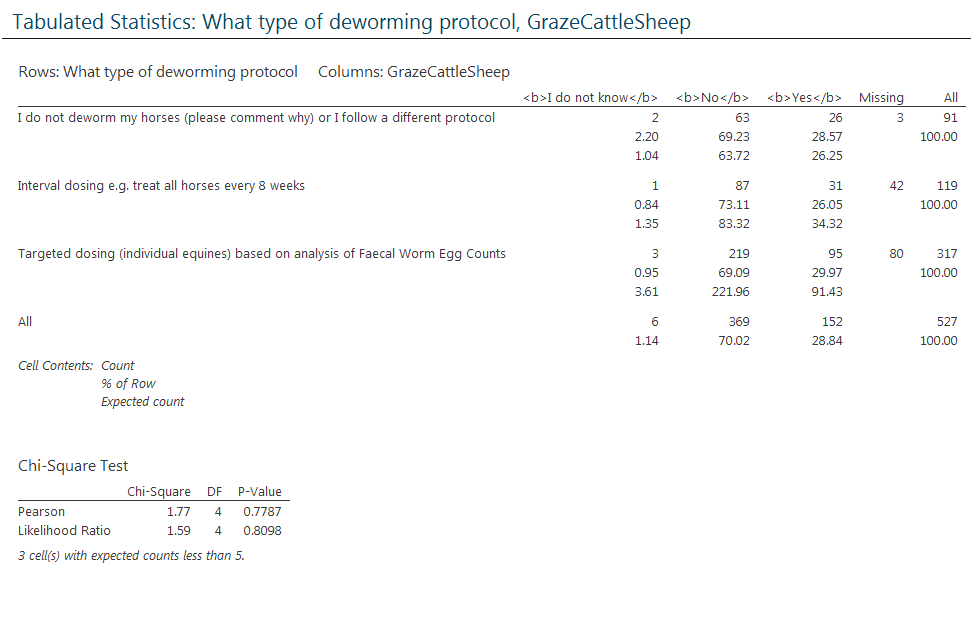 Tabulated Statistics: What type of deworming protocol, GrazeCattleSheep
Rows: What type of deworming protocol Columns: GrazeCattleSheep
<b>I do not know</b> <b>No</b> <b>Yes</b> Missing All
I do not deworm my horses (please comment why) or I follow a different protocol 2 63 26 3 91
2.20 69.23 28.57 100.00
1.04 63.72 26.25
Interval dosing e.g. treat all horses every 8 weeks 1 87 31 42 119
0.84 73.11 26.05 100.00
1.35 83.32 34.32
Targeted dosing (individual equines) based on analysis of Faecal Worm Egg Counts 3 219 95 80 317
0.95 69.09 29.97 100.00
3.61 221.96 91.43
All 6 369 152 527
1.14 70.02 28.84 100.00
Cell Contents: Count
% of Row
Expected count
Chi-Square Test
Chi-Square DF P-Value
Pearson 1.77 4 0.7787
Likelihood Ratio 1.59 4 0.8098
3 cell(s) with expected counts less than 5.